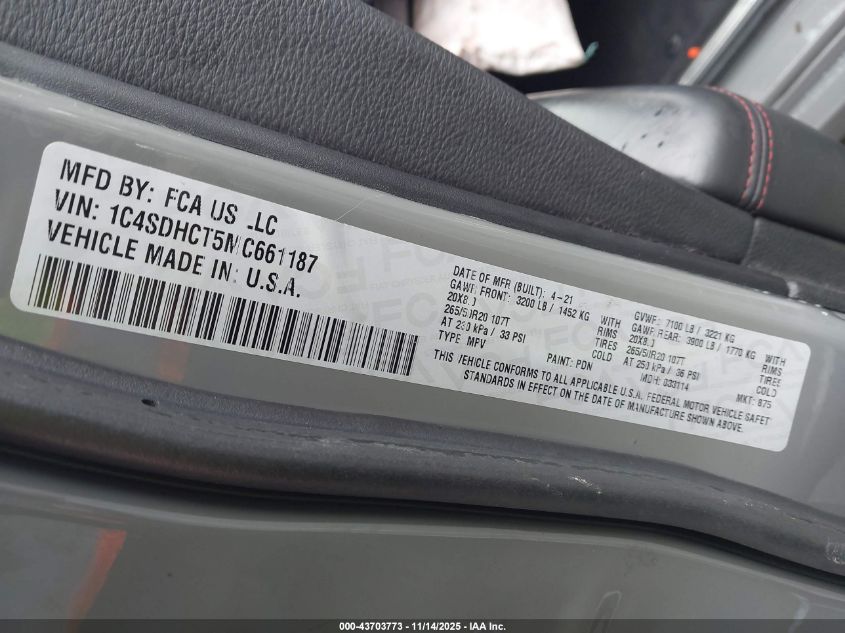 MFD BY: FCA US LLC
VIN: 1C4SDHCT5MC661187
VEHICLE MADE IN: U.S.A.
DATE OF MFR (BUILT): 4-21 GVWR: 7100 LB / 3221 KG
GAWR FRONT: 3200 LB / 1452 KG WITH GAWR REAR: 3900 LB / 1770 KG WITH
20X8.0 RIMS 20X8.0 RIMS
265/50R20 107T TIRES 265/50R20 107T TIRES
AT 230 kPa / 33 PSI COLD AT 250 kPa / 36 PSI COLD
TYPE MPV PAINT: PDN MDH: 033114 MKT: 875
THIS VEHICLE CONFORMS TO ALL APPLICABLE U.S.A. FEDERAL MOTOR VEHICLE SAFET
STANDARDS IN EFFECT ON THE DATE OF MANUFACTURE SHOWN ABOVE.
000-43703773 - 11/14/2025 - IAA Inc.